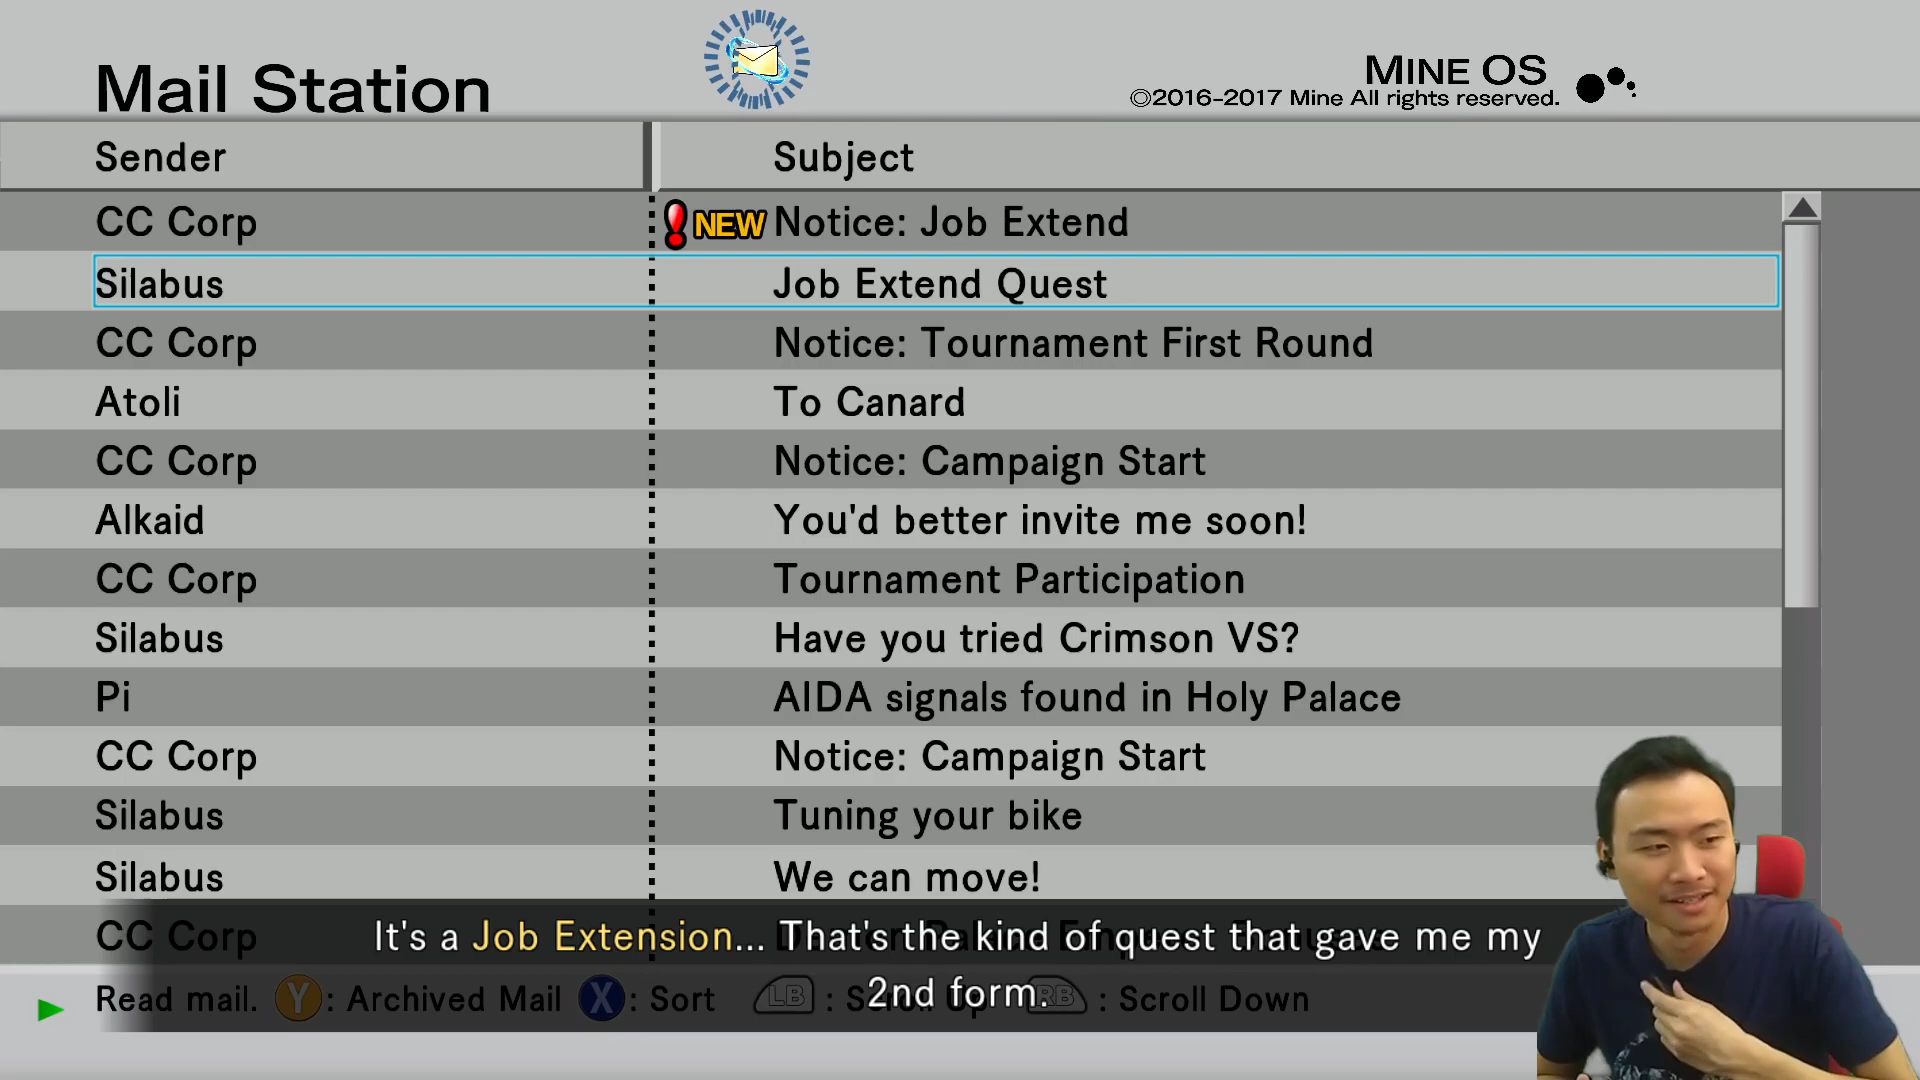 Mail Station
MINE OS
©2016-2017 Mine All rights reserved.
Sender Subject
CC Corp NEW Notice: Job Extend
Silabus Job Extend Quest
CC Corp Notice: Tournament First Round
Atoli To Canard
CC Corp Notice: Campaign Start
Alkaid You'd better invite me soon!
CC Corp Tournament Participation
Silabus Have you tried Crimson VS?
Pi AIDA signals found in Holy Palace
CC Corp Notice: Campaign Start
Silabus Tuning your bike
Silabus We can move!
CC Corp
It's a Job Extension... That's the kind of quest that gave me my
2nd form.
Read mail. Y: Archived Mail X: Sort LB : Scroll Up RB : Scroll Down